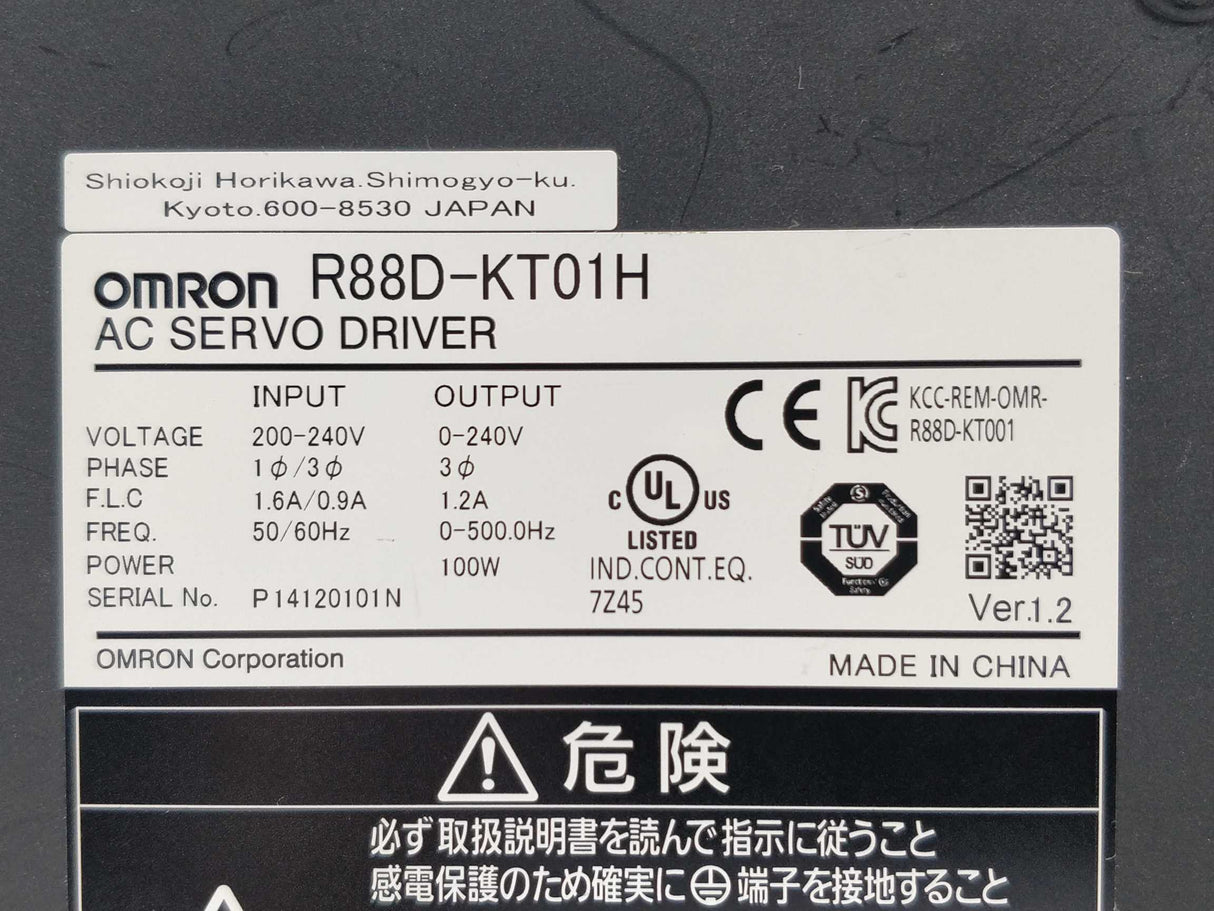 Shiokoji Horikawa.Shimogyo-ku.
Kyoto.600-8530 JAPAN
OMRON R88D-KT01H
AC SERVO DRIVER
INPUT OUTPUT
VOLTAGE 200-240V 0-240V
PHASE 1ϕ/3ϕ 3ϕ
F.L.C 1.6A/0.9A 1.2A
FREQ. 50/60Hz 0-500.0Hz
POWER 100W
SERIAL No. P14120101N
CE
KCC-REM-OMR-
R88D-KT001
C UL US
LISTED
IND.CONT.EQ.
7Z45
TÜV
SÜD
Ver.1.2
OMRON Corporation
MADE IN CHINA
危険
必ず取扱説明書を読んで指示に従うこと
感電保護のため確実に⏚端子を接地すること